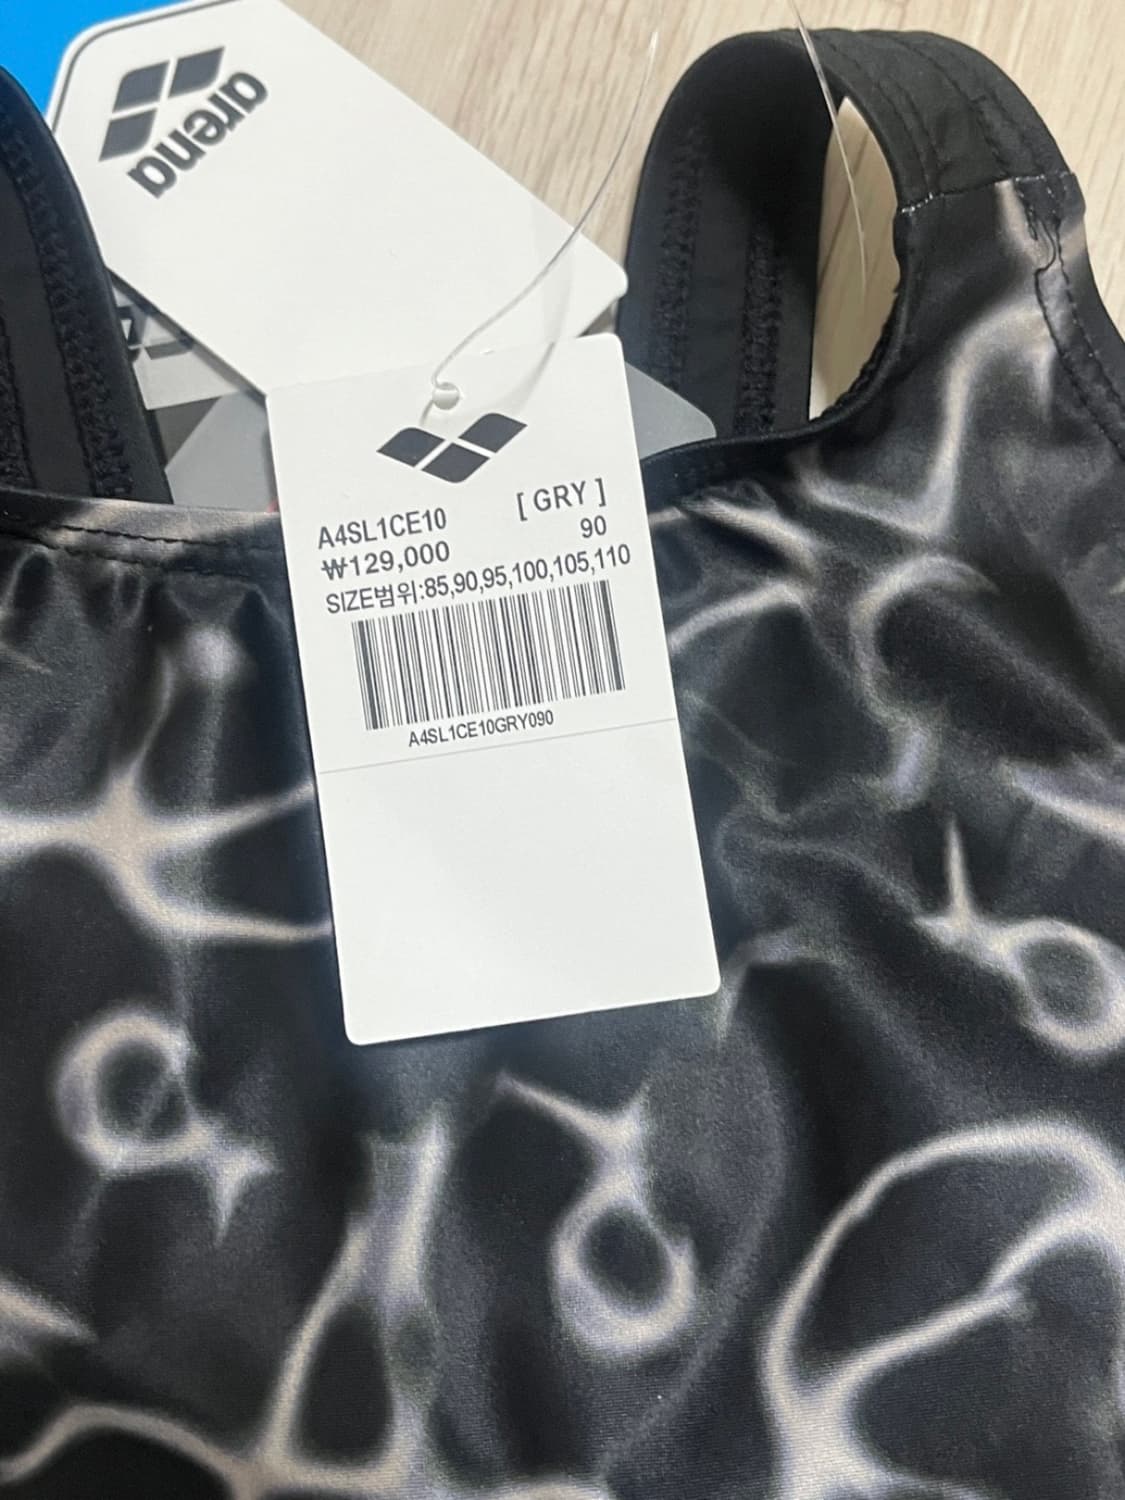 arena
A4SL1CE10 [ GRY ]
₩129,000 90
SIZE범위:85,90,95,100,105,110
A4SL1CE10GRY090